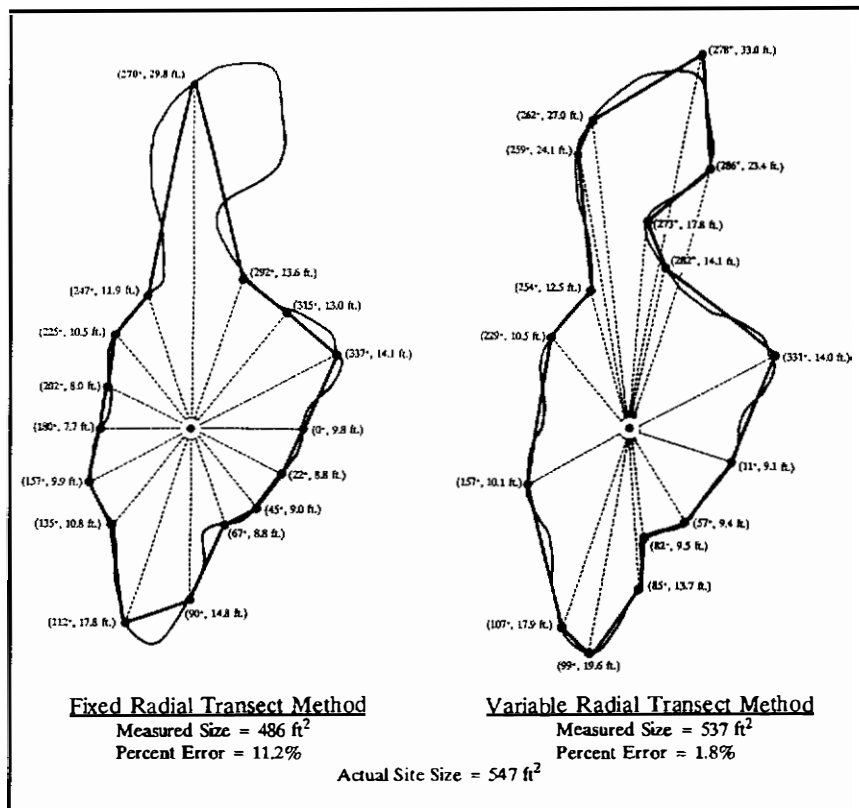 (270°, 29.8 ft.)
(247°, 11.9 ft.)
(292°, 13.6 ft.)
(315°, 13.0 ft.)
(225°, 10.5 ft.)
(337°, 14.1 ft.)
(202°, 8.0 ft.)
(180°, 7.7 ft.)
(0°, 9.8 ft.)
(157°, 9.9 ft.)
(22°, 8.8 ft.)
(45°, 9.0 ft.)
(135°, 10.8 ft.)
(67°, 8.8 ft.)
(90°, 14.8 ft.)
(212°, 17.8 ft.)
(278°, 33.0 ft.)
(262°, 27.0 ft.)
(259°, 24.1 ft.)
(286°, 23.4 ft.)
(273°, 17.8 ft.)
(282°, 14.1 ft.)
(254°, 12.5 ft.)
(229°, 10.5 ft.)
(331°, 14.0 ft.)
(11°, 9.1 ft.)
(157°, 10.1 ft.)
(57°, 9.4 ft.)
(82°, 9.5 ft.)
(85°, 13.7 ft.)
(107°, 17.9 ft.)
(99°, 19.6 ft.)
Fixed Radial Transect Method
Measured Size = 486 ft²
Percent Error = 11.2%
Variable Radial Transect Method
Measured Size = 537 ft²
Percent Error = 1.8%
Actual Site Size = 547 ft²